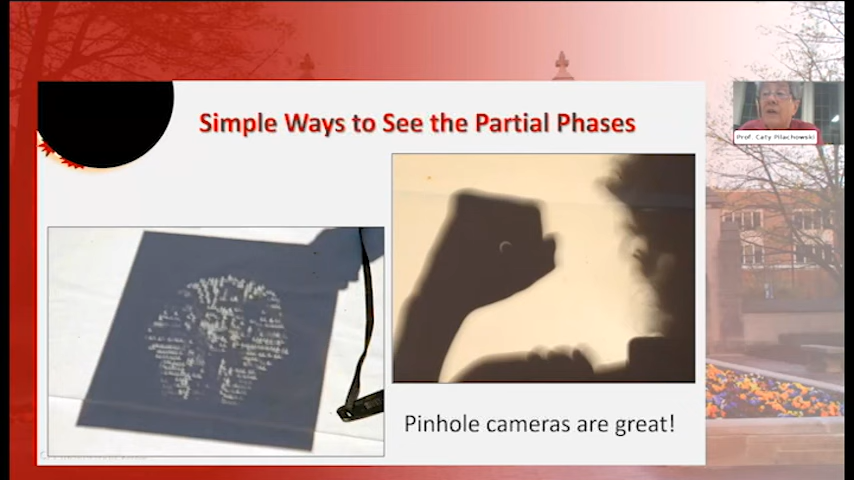 Simple Ways to See the Partial Phases
Prof. Caty Pilachowski
Pinhole cameras are great!